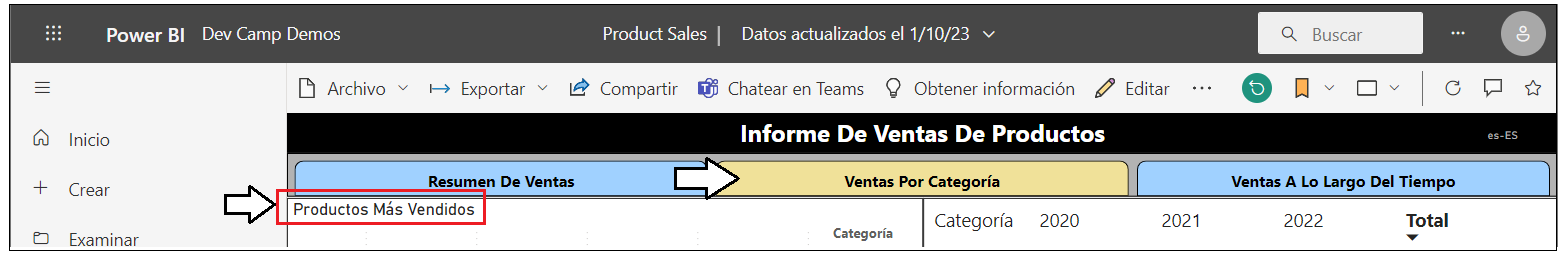 Power BI Dev Camp Demos Product Sales | Datos actualizados el 1/10/23 Buscar ...
Archivo Exportar Compartir Chatear en Teams Obtener información Editar ...
Informe De Ventas De Productos es-ES
Inicio
Resumen De Ventas Ventas Por Categoría Ventas A Lo Largo Del Tiempo
Crear
Productos Más Vendidos
Categoría 2020 2021 2022 Total
Categoría
Examinar